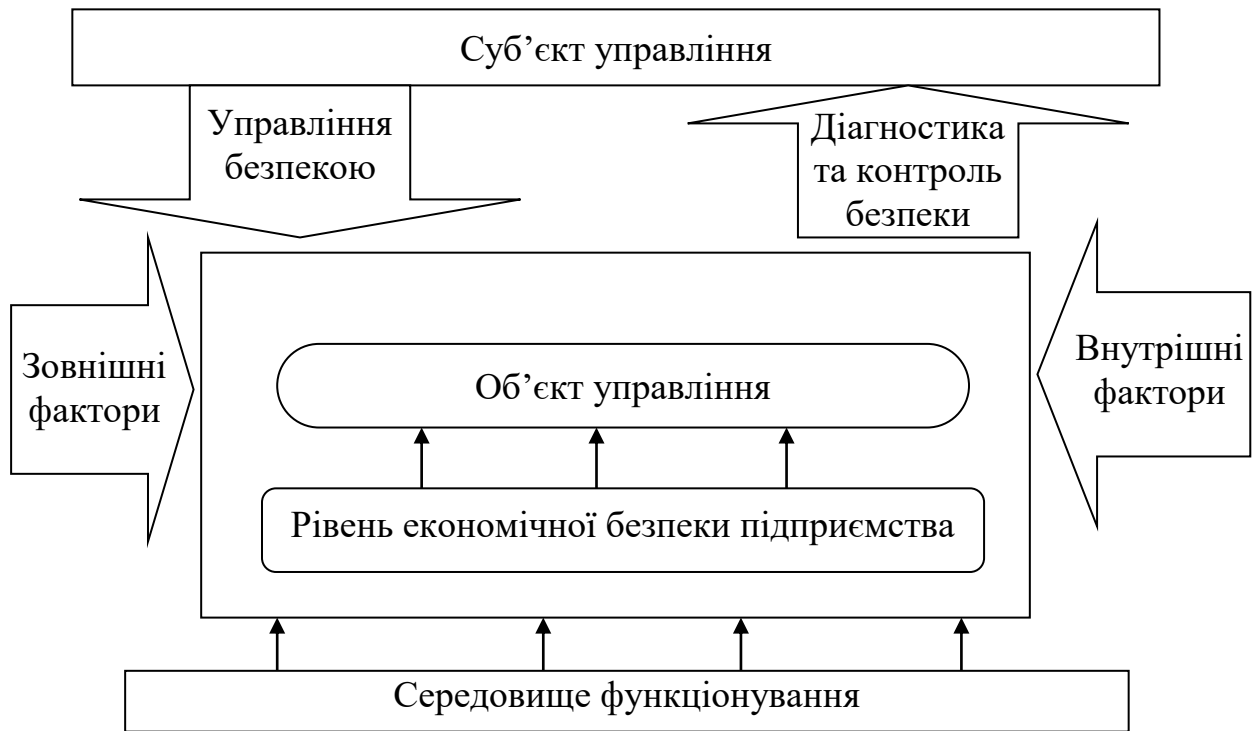 Суб’єкт управління
Управління
безпекою
Діагностика
та контроль
безпеки
Зовнішні
фактори
Внутрішні
фактори
Об’єкт управління
Рівень економічної безпеки підприємства
Середовище функціонування